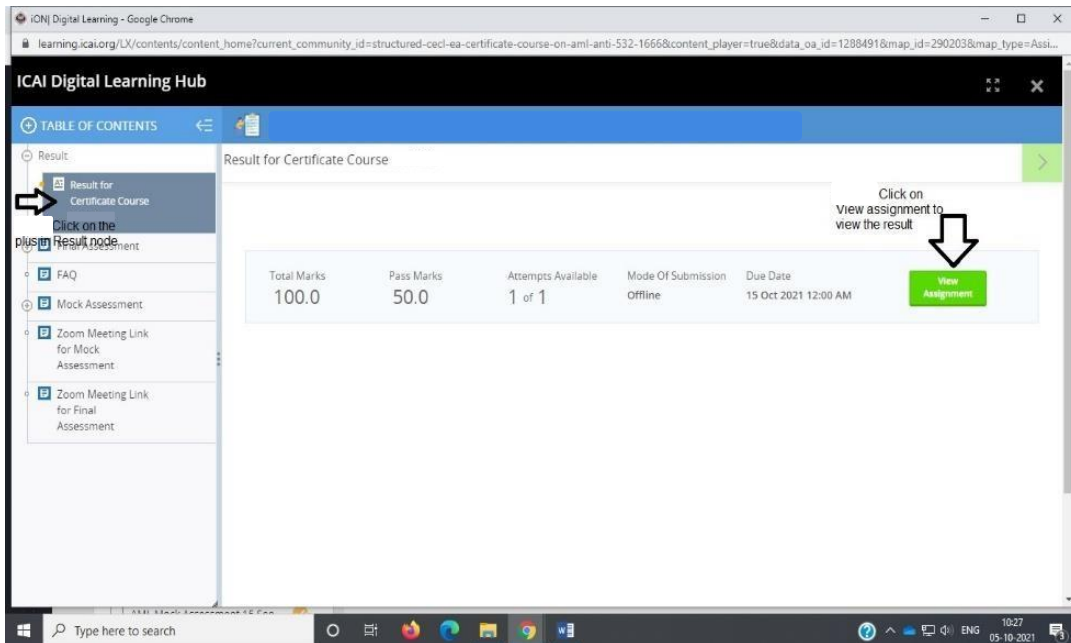 iON| Digital Learning - Google Chrome
learning.icai.org/LX/contents/content_home?current_community_id=structured-cecl-ea-certificate-course-on-aml-anti-532-1666&content_player=true&data_oa_id=1288491&map_id=290203&map_type=Assi...
ICAI Digital Learning Hub
TABLE OF CONTENTS
Result
Result for
Certificate Course
Click on the
plus in Result node
Final Assessment
FAQ
Mock Assessment
Zoom Meeting Link
for Mock
Assessment
Zoom Meeting Link
for Final
Assessment
Result for Certificate Course
Click on
View assignment to
view the result
Total Marks
100.0
Pass Marks
50.0
Attempts Available
1 of 1
Mode Of Submission
Offline
Due Date
15 Oct 2021 12:00 AM
View
Assignment
Type here to search
ENG
10:27
05-10-2021
3